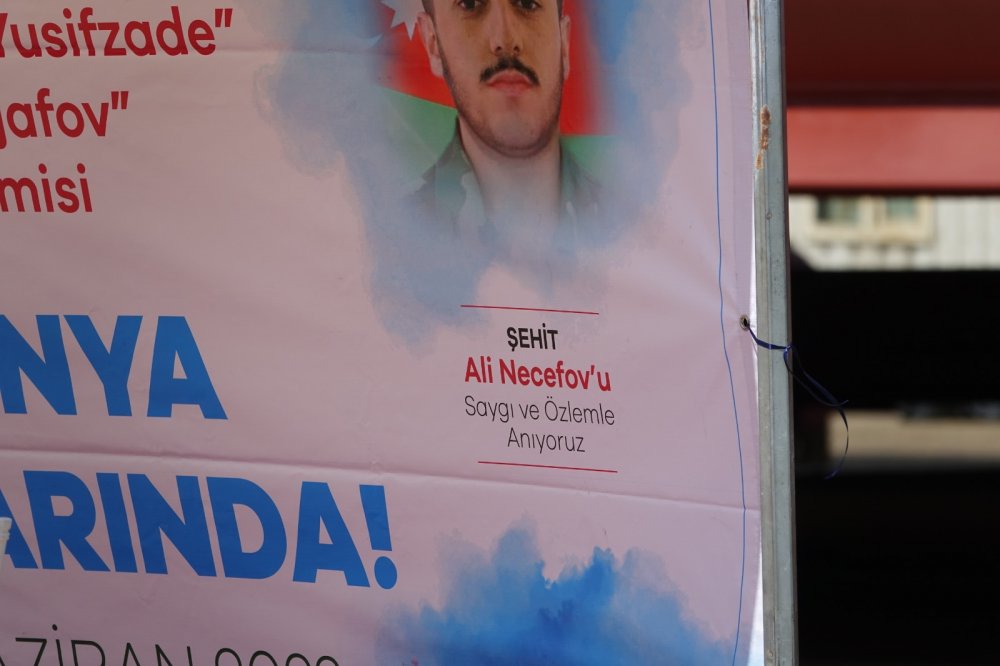 Yusifzade"
jafov"
misi
ŞEHİT
Ali Necefov'u
Saygı ve Özlemle
Anıyoruz
NYA
ARINDA!